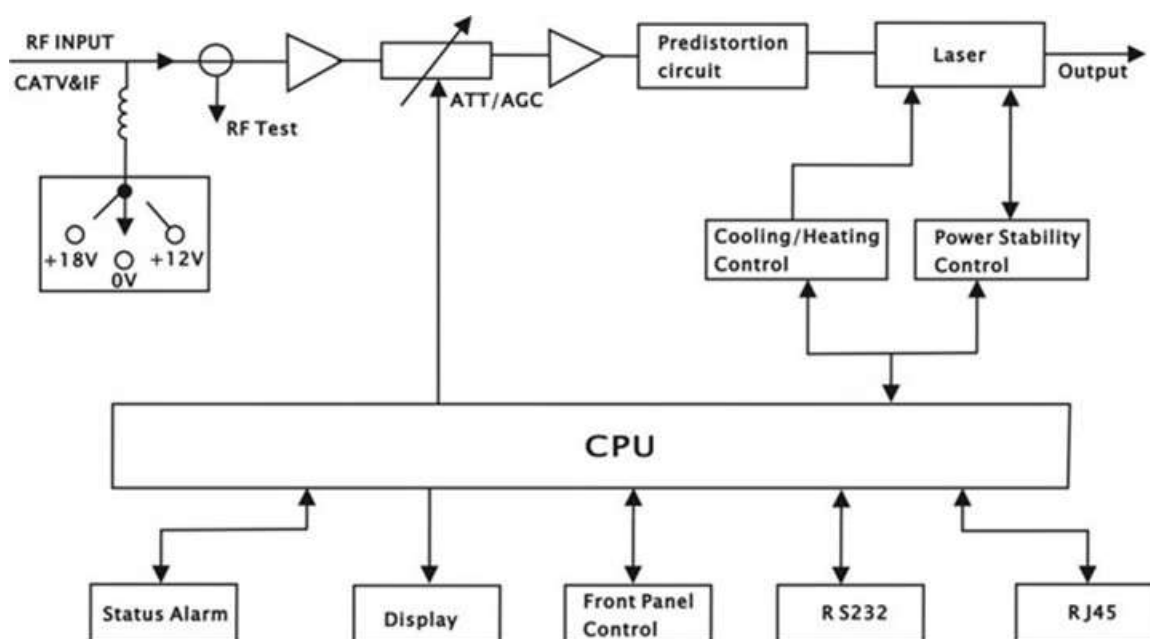 RF INPUT
CATV&IF
RF Test
ATT/AGC
Predistortion
circuit
Laser
Output
+18V
0V
+12V
Cooling/Heating
Control
Power Stability
Control
CPU
Status Alarm
Display
Front Panel
Control
R S232
R J45